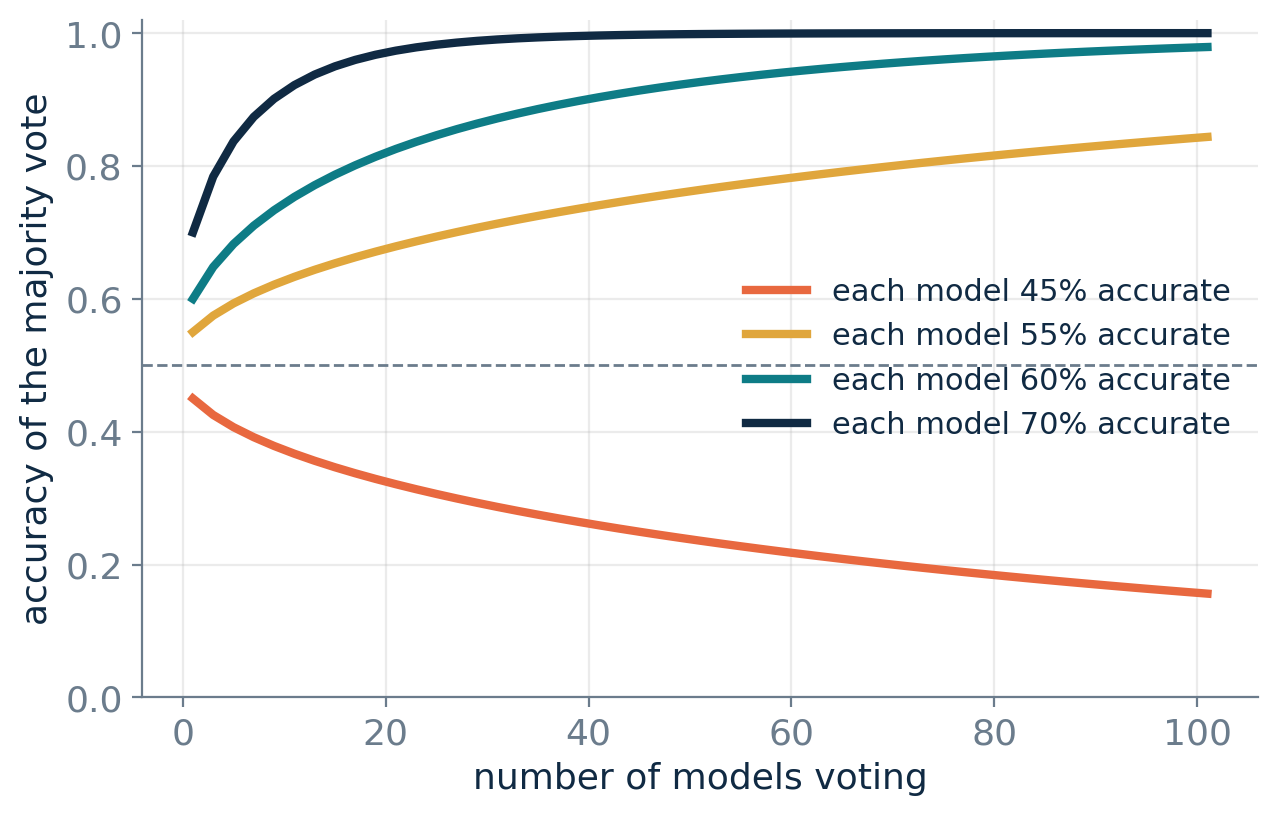 accuracy of the majority vote
1.0
0.8
0.6
0.4
0.2
0.0
each model 45% accurate
each model 55% accurate
each model 60% accurate
each model 70% accurate
0 20 40 60 80 100
number of models voting